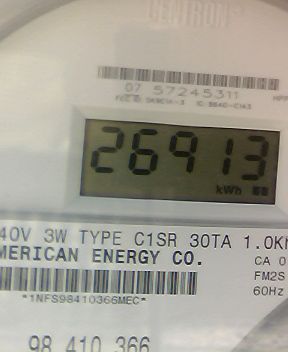 CENTRON®
07 57245311
26913
kWh
40V 3W TYPE C1SR 30TA 1.0Kh
MERICAN ENERGY CO.
CA 0
FM2S
60Hz
*1NFS98410366MEC*
98 410 366